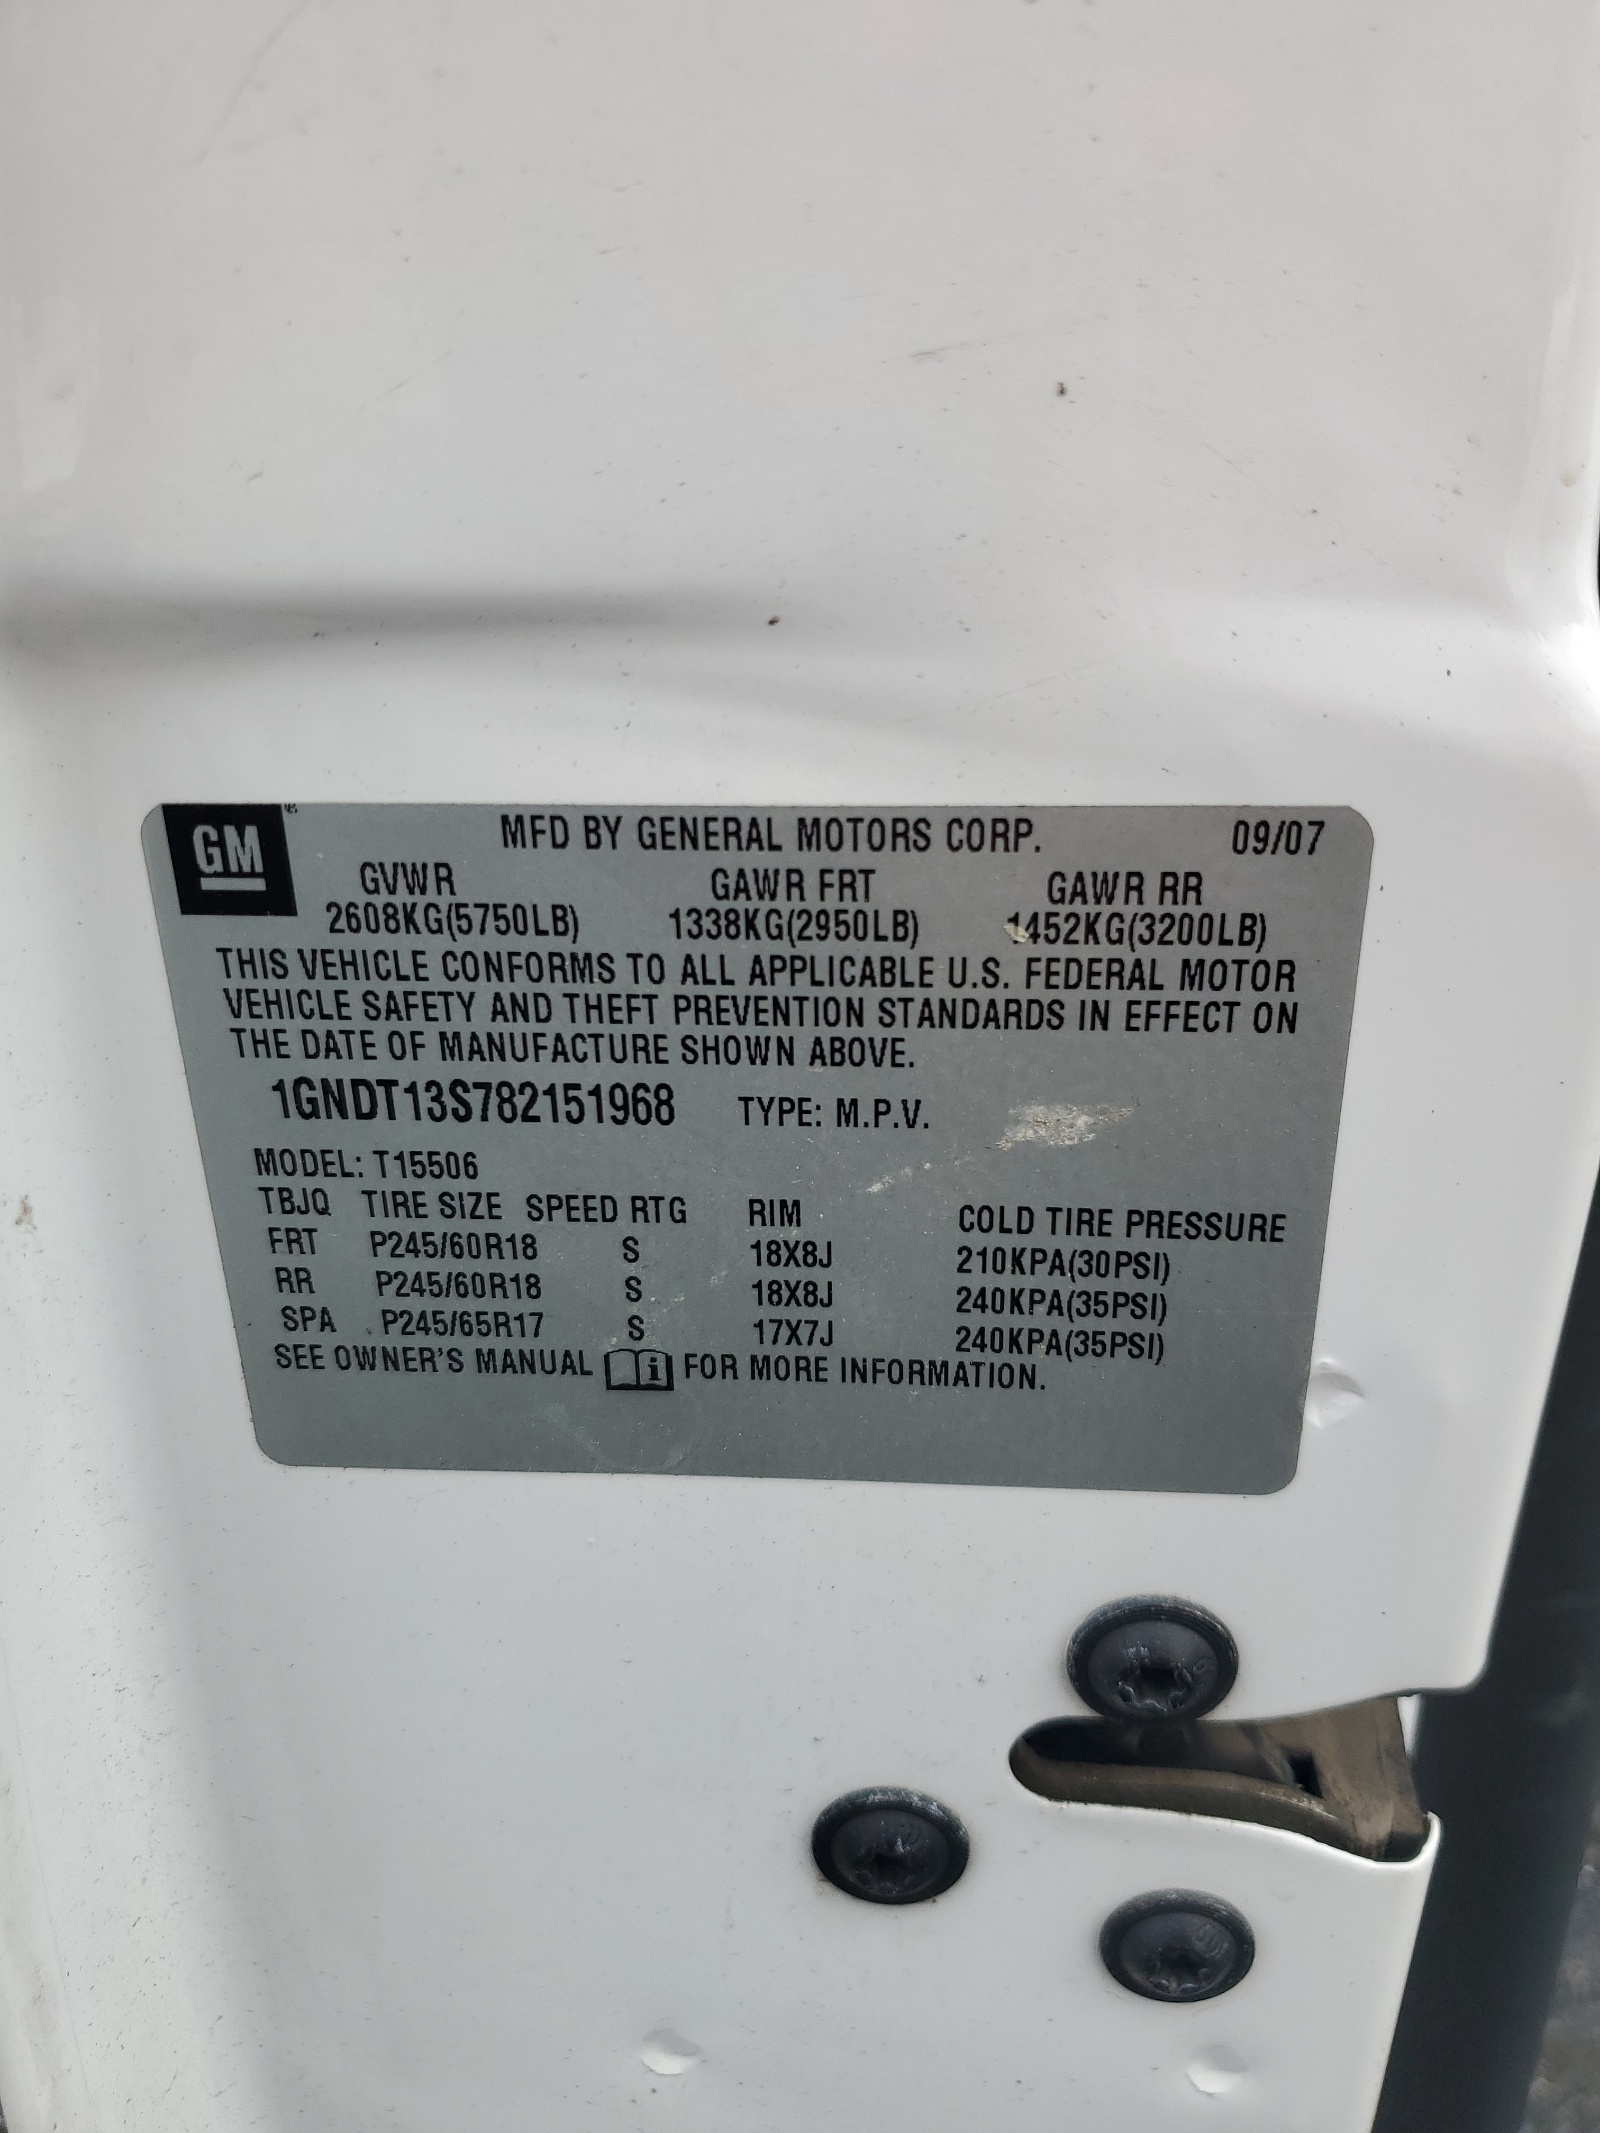 GM
MFD BY GENERAL MOTORS CORP. 09/07
GVWR GAWR FRT GAWR RR
2608KG(5750LB) 1338KG(2950LB) 1452KG(3200LB)
THIS VEHICLE CONFORMS TO ALL APPLICABLE U.S. FEDERAL MOTOR
VEHICLE SAFETY AND THEFT PREVENTION STANDARDS IN EFFECT ON
THE DATE OF MANUFACTURE SHOWN ABOVE.
1GNDT13S782151968 TYPE: M.P.V.
MODEL: T15506
TBJQ TIRE SIZE SPEED RTG RIM COLD TIRE PRESSURE
FRT P245/60R18 S 18X8J 210KPA(30PSI)
RR P245/60R18 S 18X8J 240KPA(35PSI)
SPA P245/65R17 S 17X7J 240KPA(35PSI)
SEE OWNER'S MANUAL FOR MORE INFORMATION.